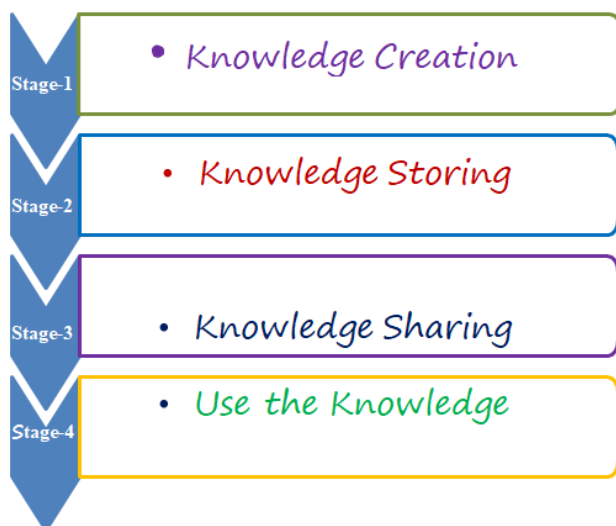 Stage-1
• Knowledge Creation
Stage-2
• Knowledge Storing
Stage-3
• Knowledge Sharing
Stage-4
• Use the Knowledge